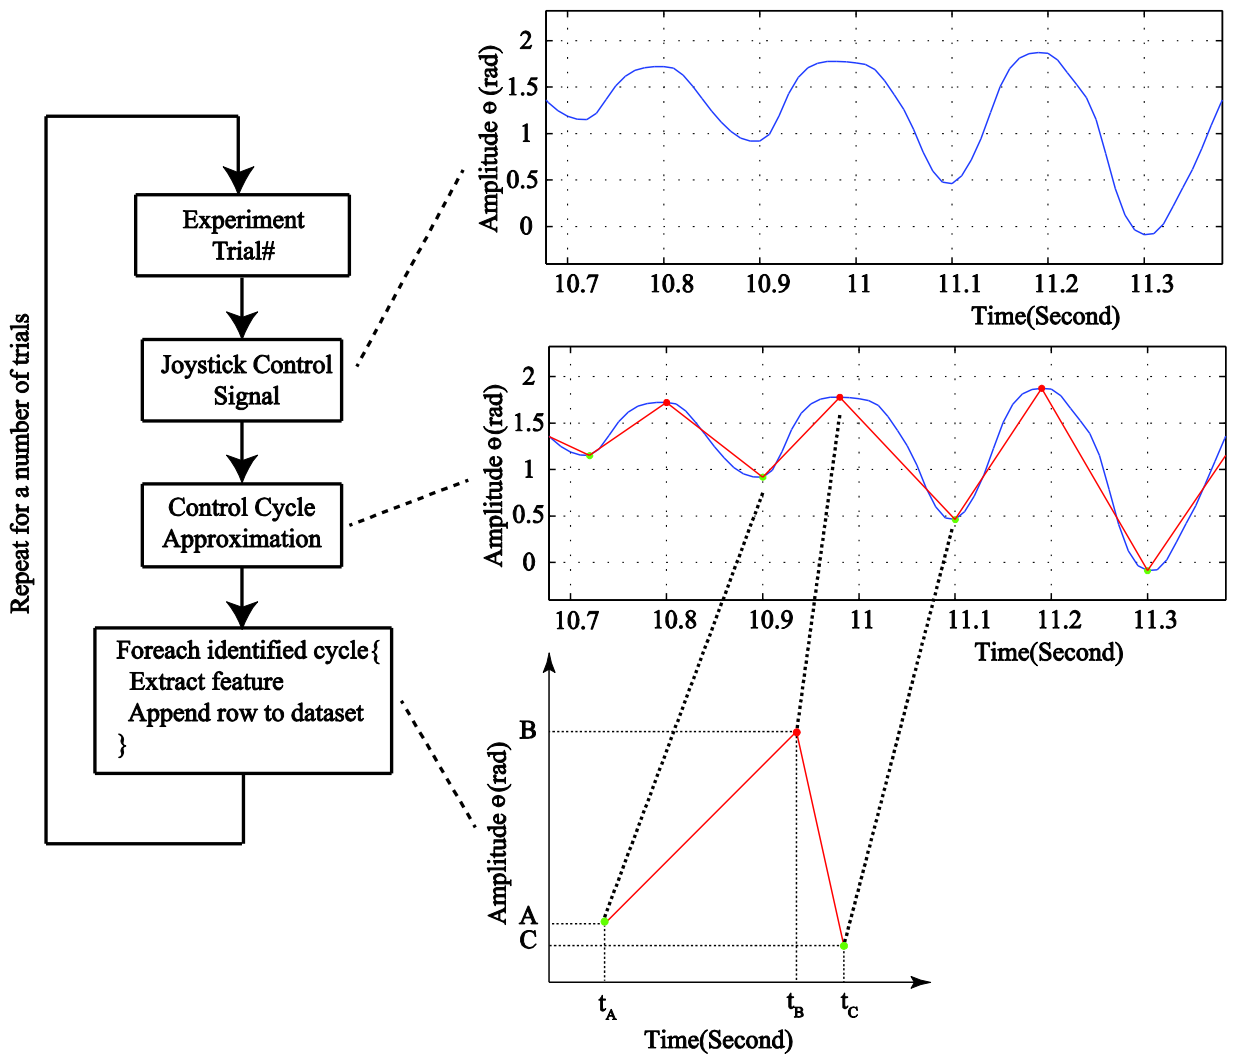 Repeat for a number of trials
Experiment
Trial#
Joystick Control
Signal
Control Cycle
Approximation
Foreach identified cycle{
Extract feature
Append row to dataset
}
Amplitude ɵ (rad)
2
1.5
1
0.5
0
10.7 10.8 10.9 11 11.1 11.2 11.3
Time(Second)
Amplitude ɵ(rad)
2
1.5
1
0.5
0
10.7 10.8 10.9 11 11.1 11.2 11.3
Time(Second)
Amplitude ɵ(rad)
B
A
C
tA tB tC
Time(Second)